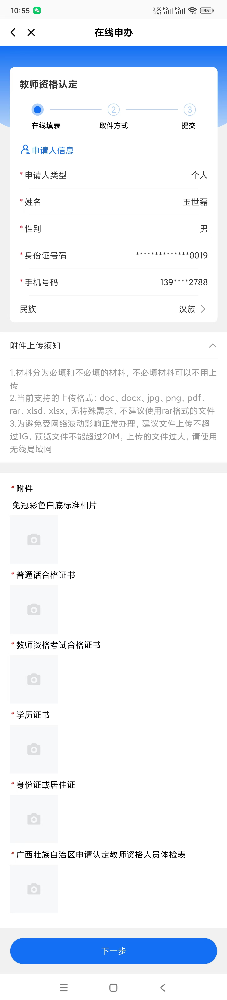 10:55
0.58 KB/s HD HD 95
在线申办
教师资格认定
2 3
在线填表 取件方式 提交
申请人信息
* 申请人类型 个人
* 姓名 玉世磊
* 性别 男
* 身份证号码 **************0019
* 手机号码 139****2788
民族 汉族
附件上传须知
1.材料分为必填和不必填的材料，不必填材料可以不用上
传
2.当前支持的上传格式：doc、docx、jpg、png、pdf、
rar、xlsd、xlsx，无特殊需求，不建议使用rar格式的文件
3.为避免受网络波动影响正常办理，建议文件上传不超
过1G，预览文件不能超过20M，上传的文件过大，请使用
无线局域网
* 附件
免冠彩色白底标准相片
* 普通话合格证书
* 教师资格考试合格证书
* 学历证书
* 身份证或居住证
* 广西壮族自治区申请认定教师资格人员体检表
下一步